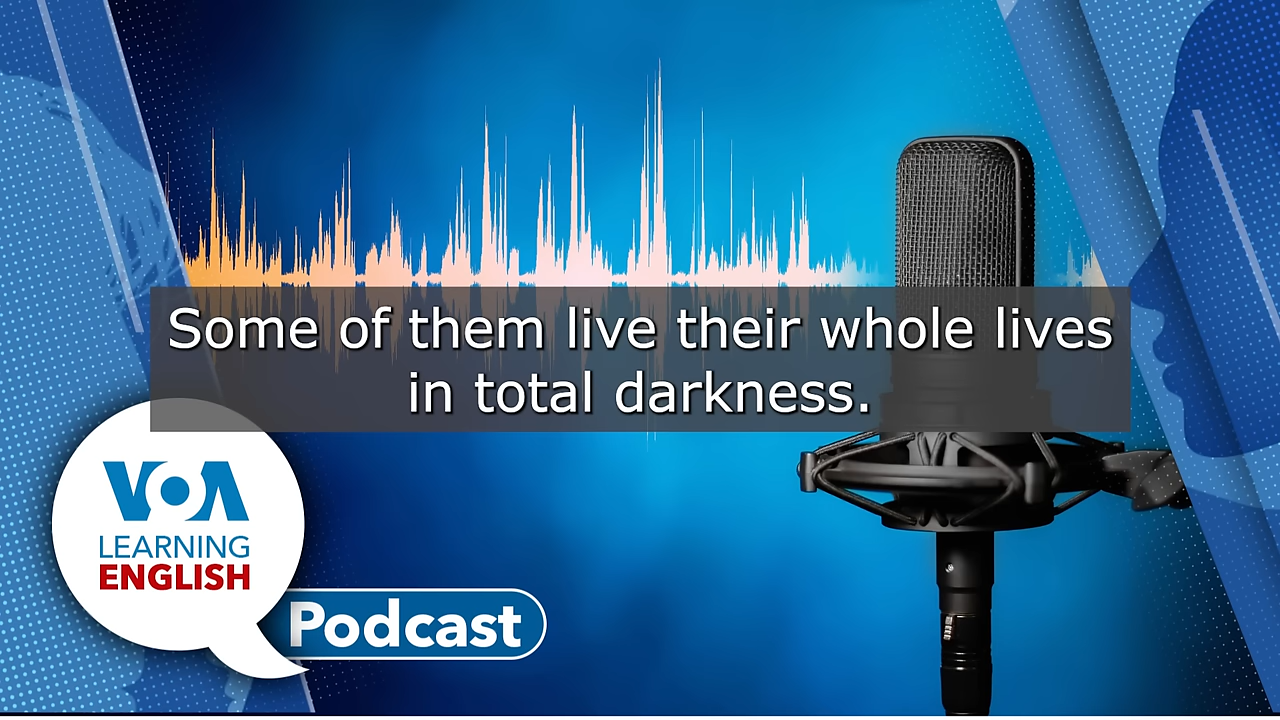 Some of them live their whole lives
in total darkness.
VOA
LEARNING
ENGLISH
Podcast